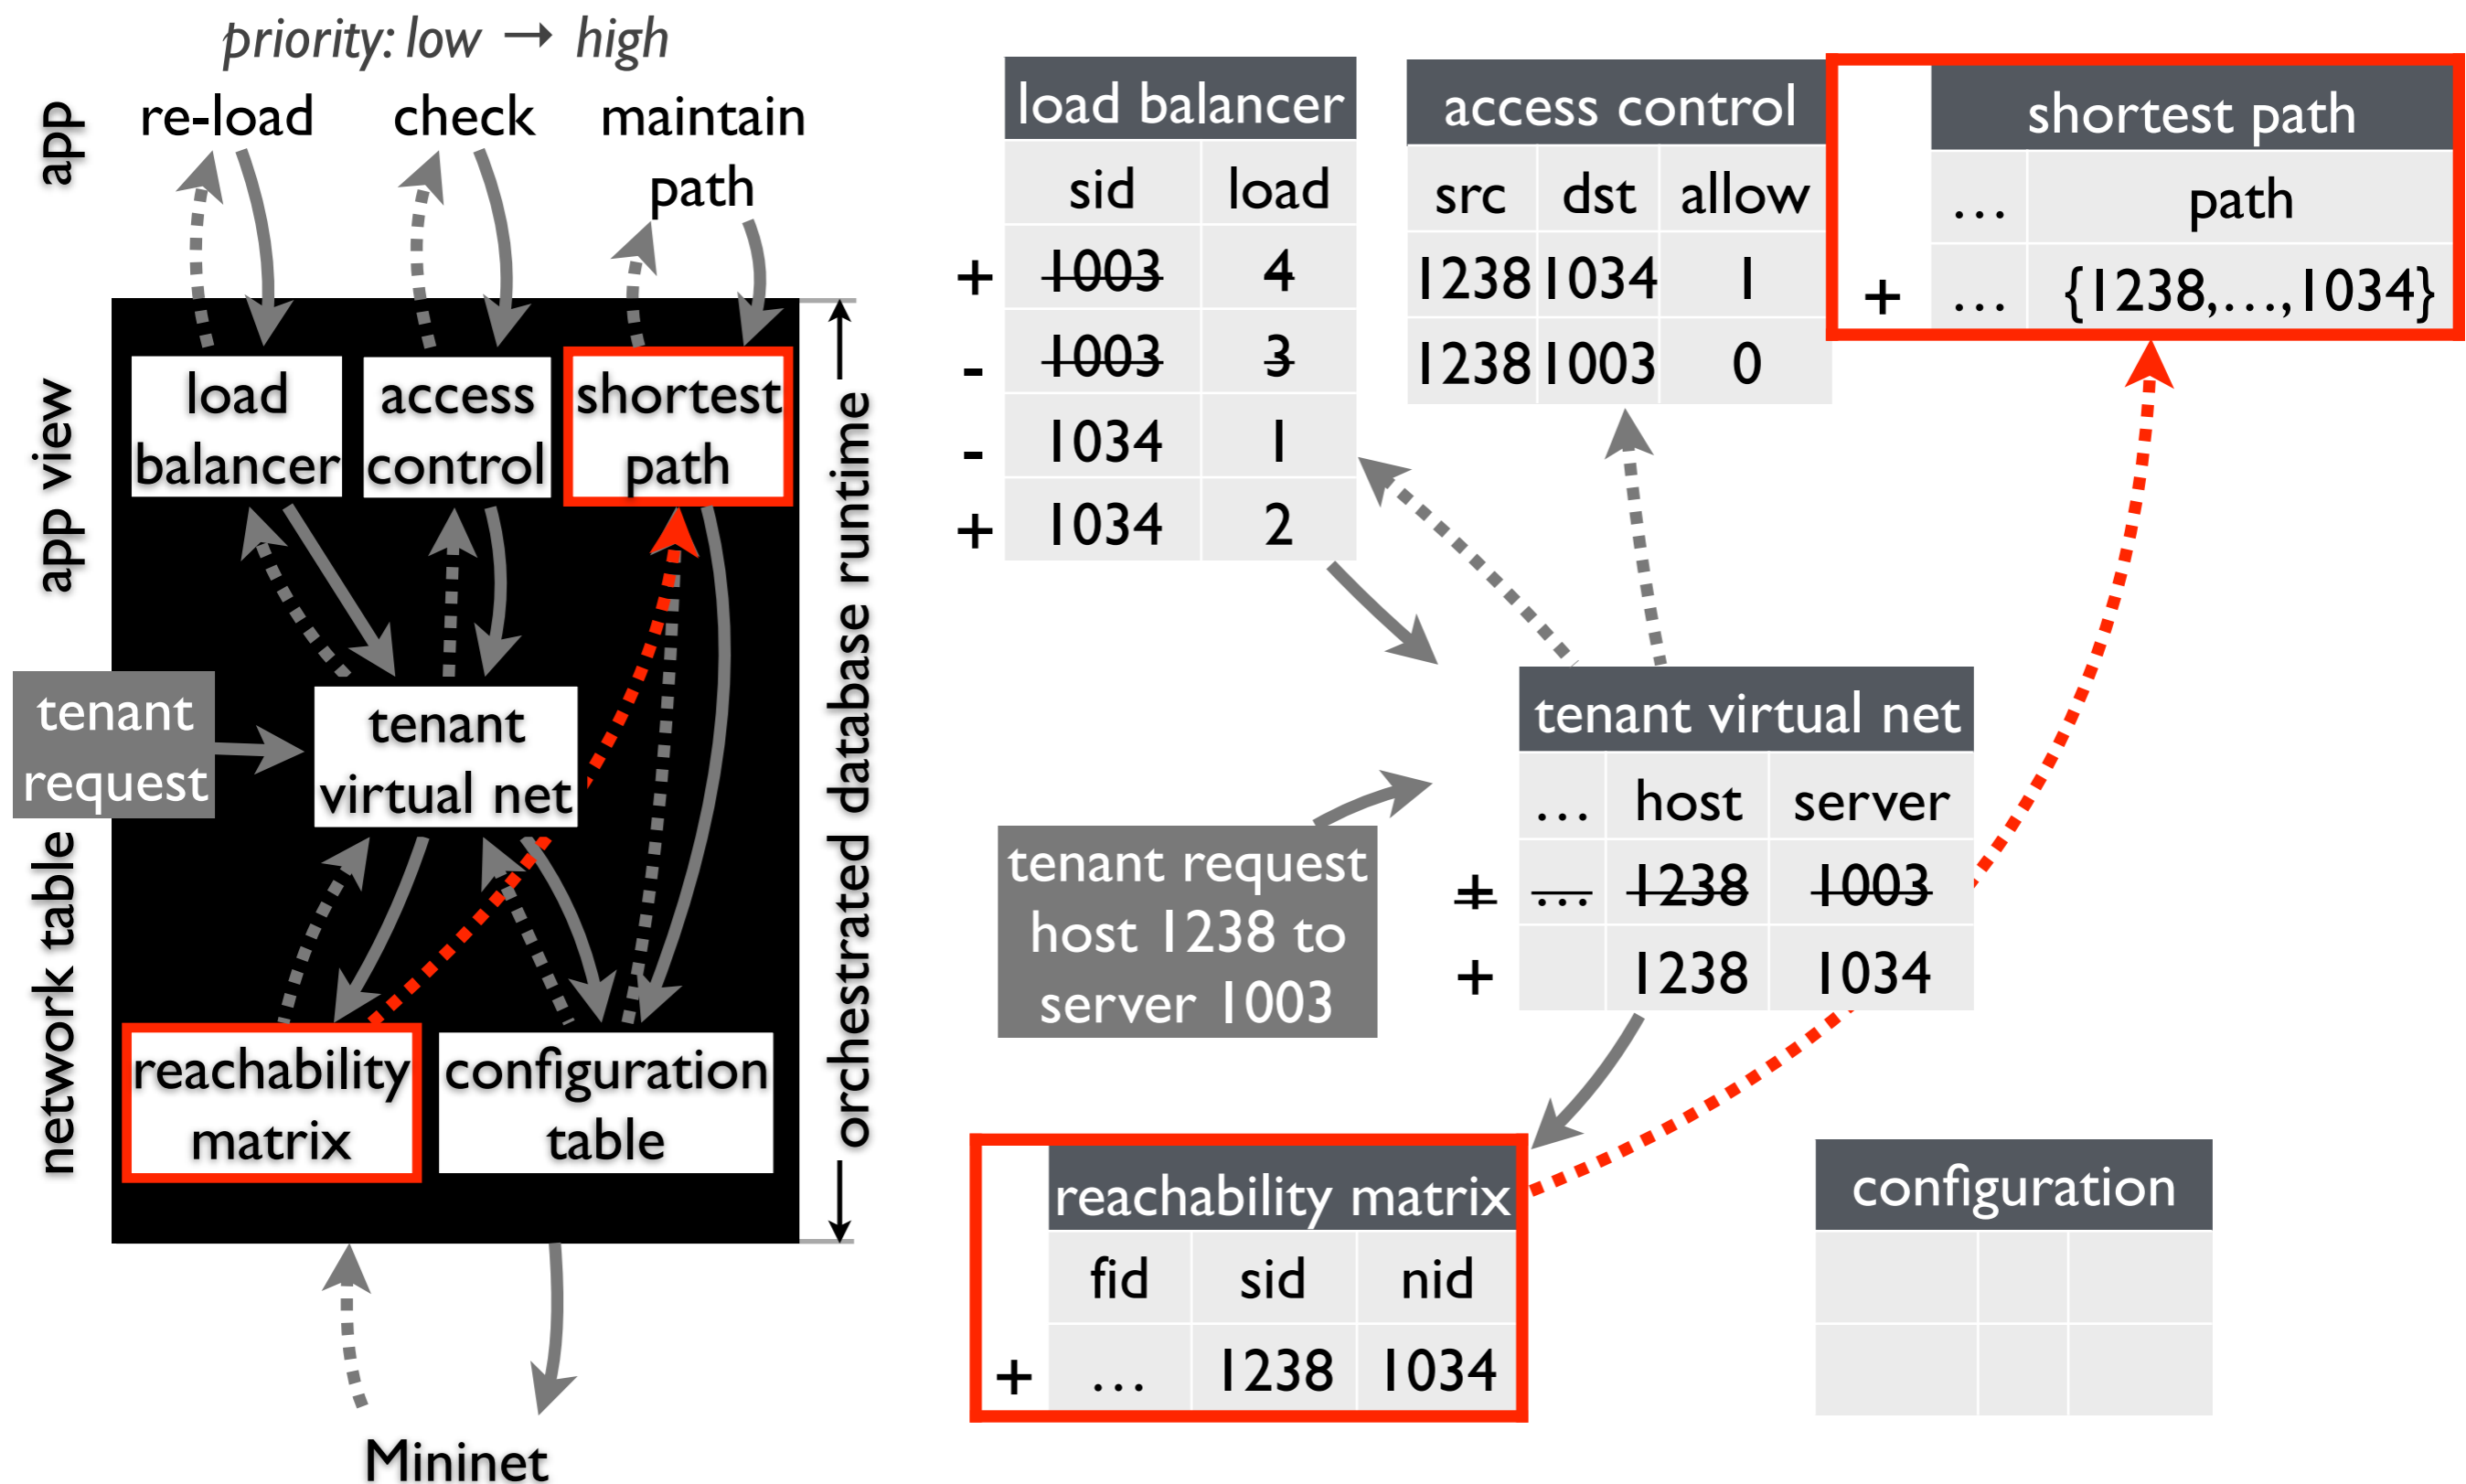 priority: low → high
app
re-load
check
maintain
path
app view
load
balancer
access
control
shortest
path
tenant
request
tenant
virtual net
network table
reachability
matrix
configuration
table
orchestrated database runtime
Mininet
load balancer
sid load
+ 1003 4
- 1003 3
- 1034 1
+ 1034 2
access control
src dst allow
1238 1034 1
1238 1003 0
shortest path
… path
+ … {1238,…,1034}
tenant request
host 1238 to
server 1003
tenant virtual net
… host server
+ … 1238 1003
+ 1238 1034
reachability matrix
fid sid nid
+ … 1238 1034
configuration